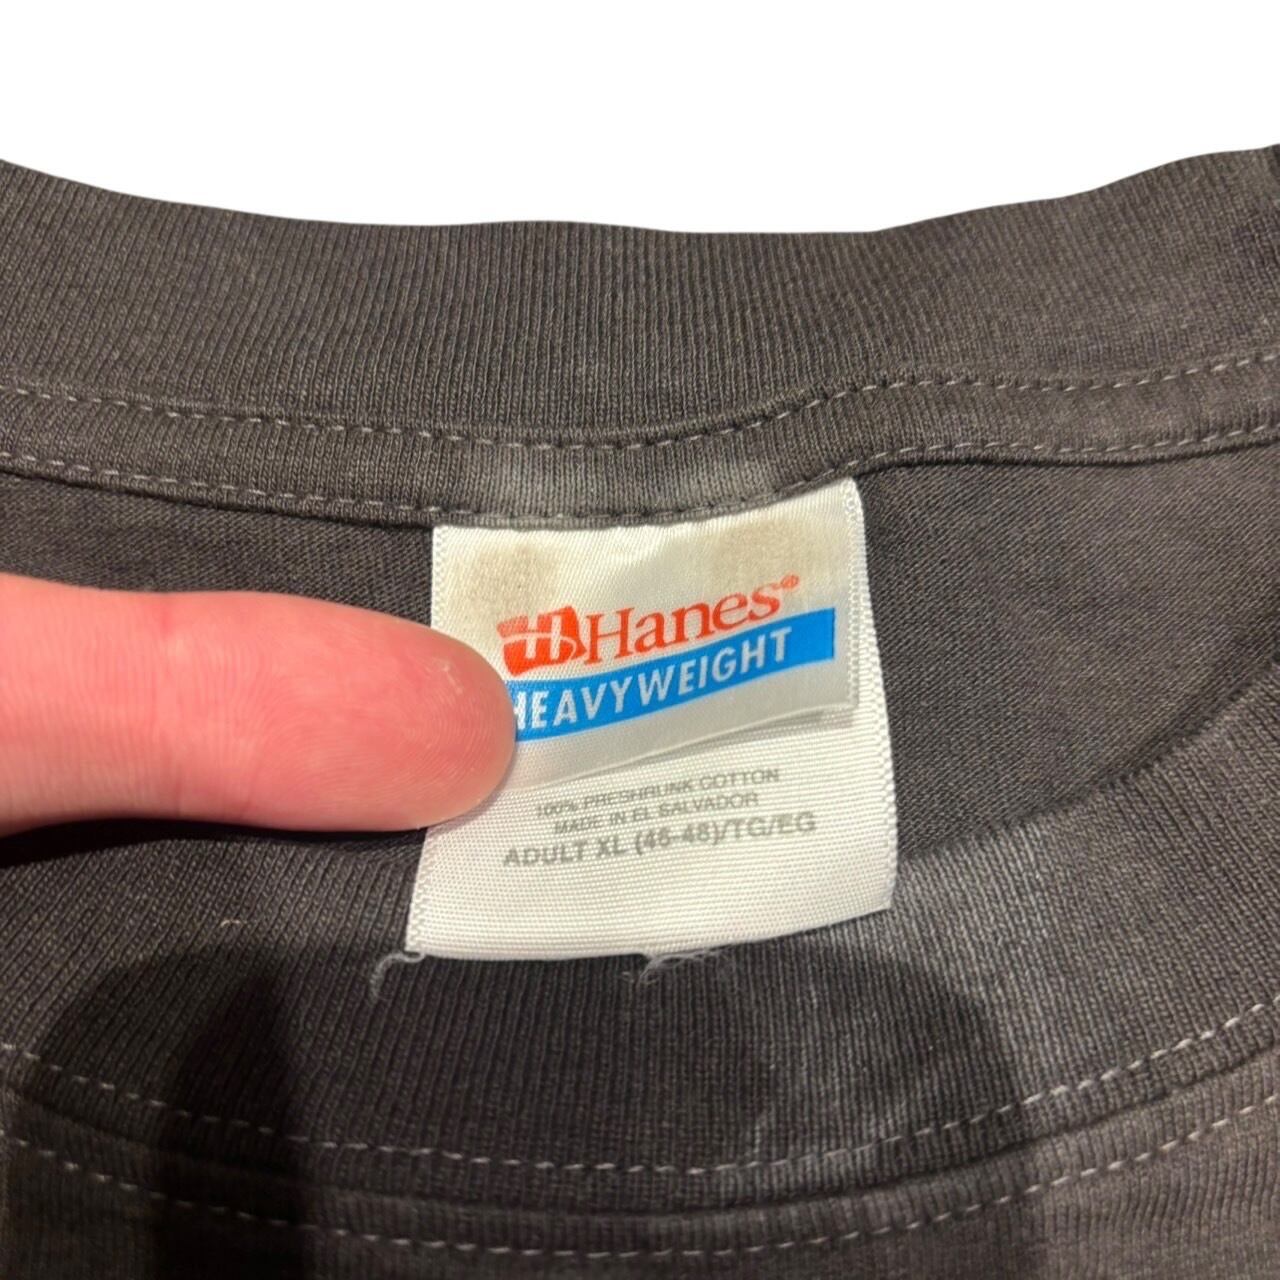 Hanes®
HEAVYWEIGHT
100% PRESHRUNK COTTON
MADE IN EL SALVADOR
ADULT XL (46-48)/TG/EG